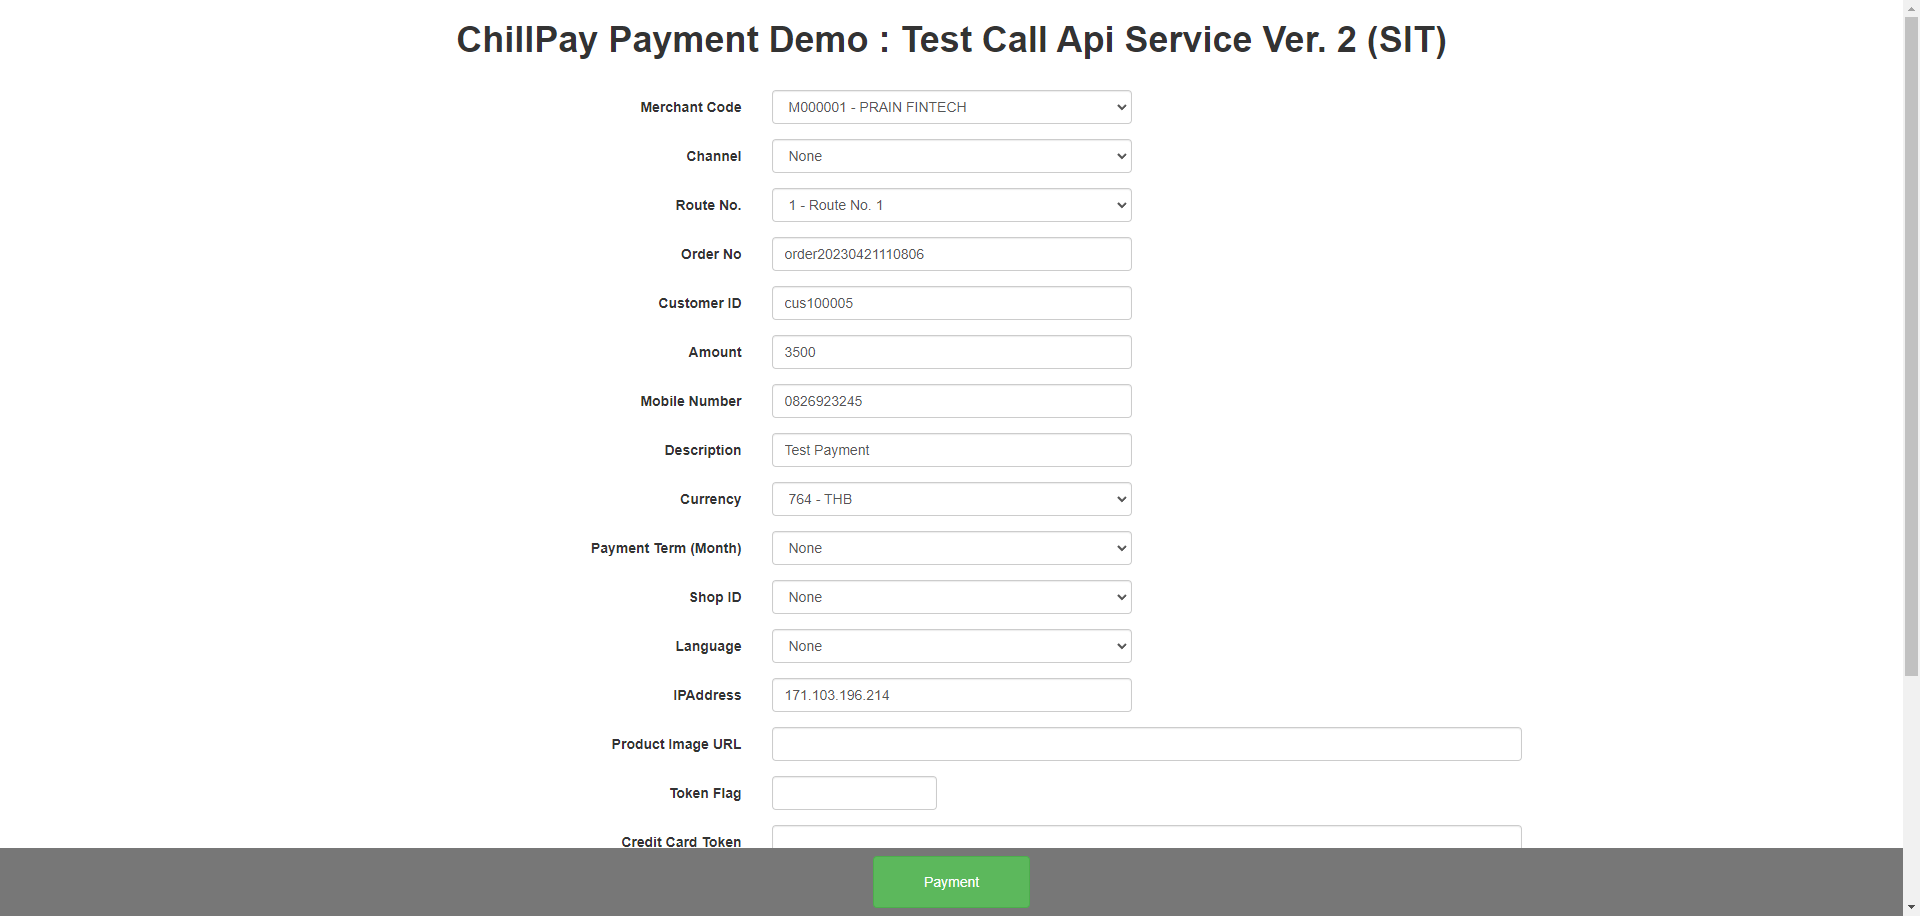 ChillPay Payment Demo : Test Call Api Service Ver. 2 (SIT)
Merchant Code M000001 - PRAIN FINTECH
Channel None
Route No. 1 - Route No. 1
Order No order20230421110806
Customer ID cus100005
Amount 3500
Mobile Number 0826923245
Description Test Payment
Currency 764 - THB
Payment Term (Month) None
Shop ID None
Language None
IPAddress 171.103.196.214
Product Image URL
Token Flag
Credit Card Token
Payment